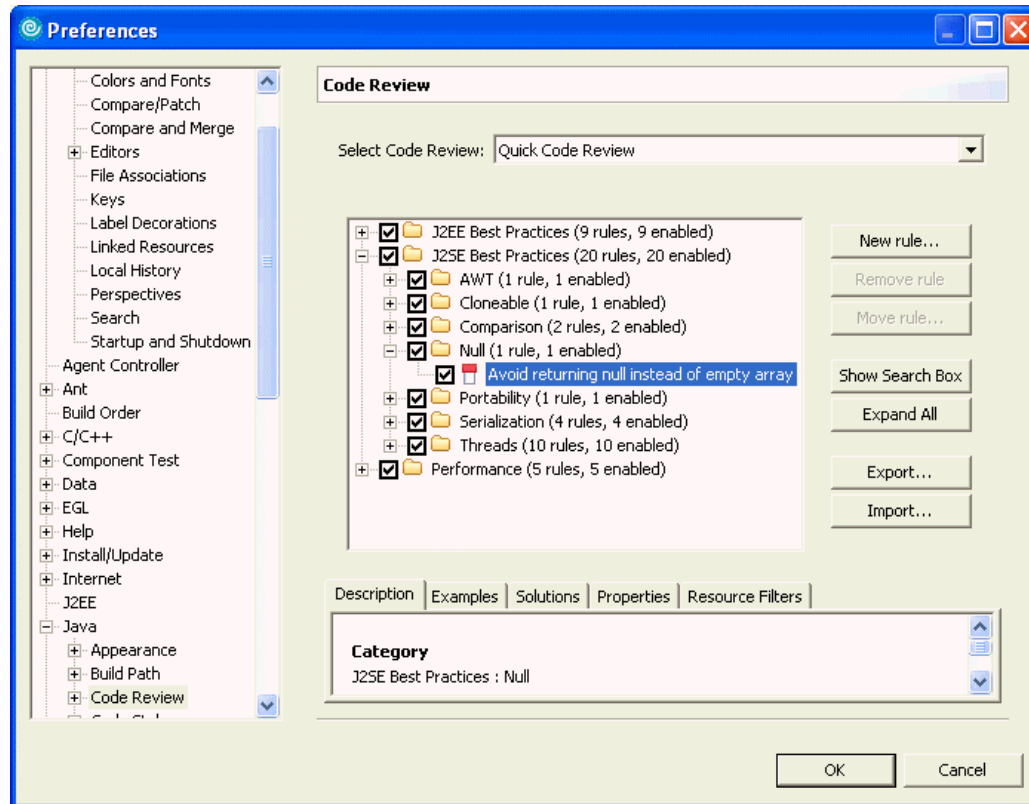 Preferences
Colors and Fonts
Compare/Patch
Compare and Merge
Editors
File Associations
Keys
Label Decorations
Linked Resources
Local History
Perspectives
Search
Startup and Shutdown
Agent Controller
Ant
Build Order
C/C++
Component Test
Data
EGL
Help
Install/Update
Internet
J2EE
Java
Appearance
Build Path
Code Review
Code Review
Select Code Review: Quick Code Review
J2EE Best Practices (9 rules, 9 enabled)
J2SE Best Practices (20 rules, 20 enabled)
AWT (1 rule, 1 enabled)
Cloneable (1 rule, 1 enabled)
Comparison (2 rules, 2 enabled)
Null (1 rule, 1 enabled)
Avoid returning null instead of empty array
Portability (1 rule, 1 enabled)
Serialization (4 rules, 4 enabled)
Threads (10 rules, 10 enabled)
Performance (5 rules, 5 enabled)
New rule...
Remove rule
Move rule...
Show Search Box
Expand All
Export...
Import...
Description Examples Solutions Properties Resource Filters
Category
J2SE Best Practices : Null
OK Cancel